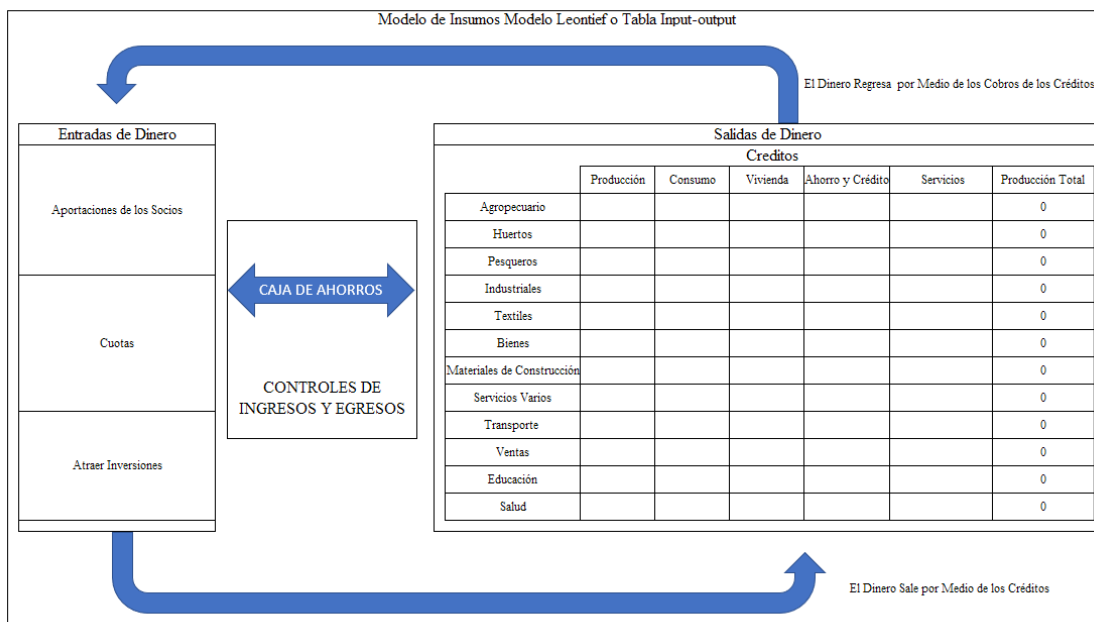 Modelo de Insumos Modelo Leontief o Tabla Input-output
El Dinero Regresa por Medio de los Cobros de los Créditos
Entradas de Dinero
Aportaciones de los Socios
Cuotas
Atraer Inversiones
CAJA DE AHORROS
CONTROLES DE
INGRESOS Y EGRESOS
Salidas de Dinero
Creditos
Producción Consumo Vivienda Ahorro y Crédito Servicios Producción Total
Agropecuario 0
Huertos 0
Pesqueros 0
Industriales 0
Textiles 0
Bienes 0
Materiales de Construcción 0
Servicios Varios 0
Transporte 0
Ventas 0
Educación 0
Salud 0
El Dinero Sale por Medio de los Créditos